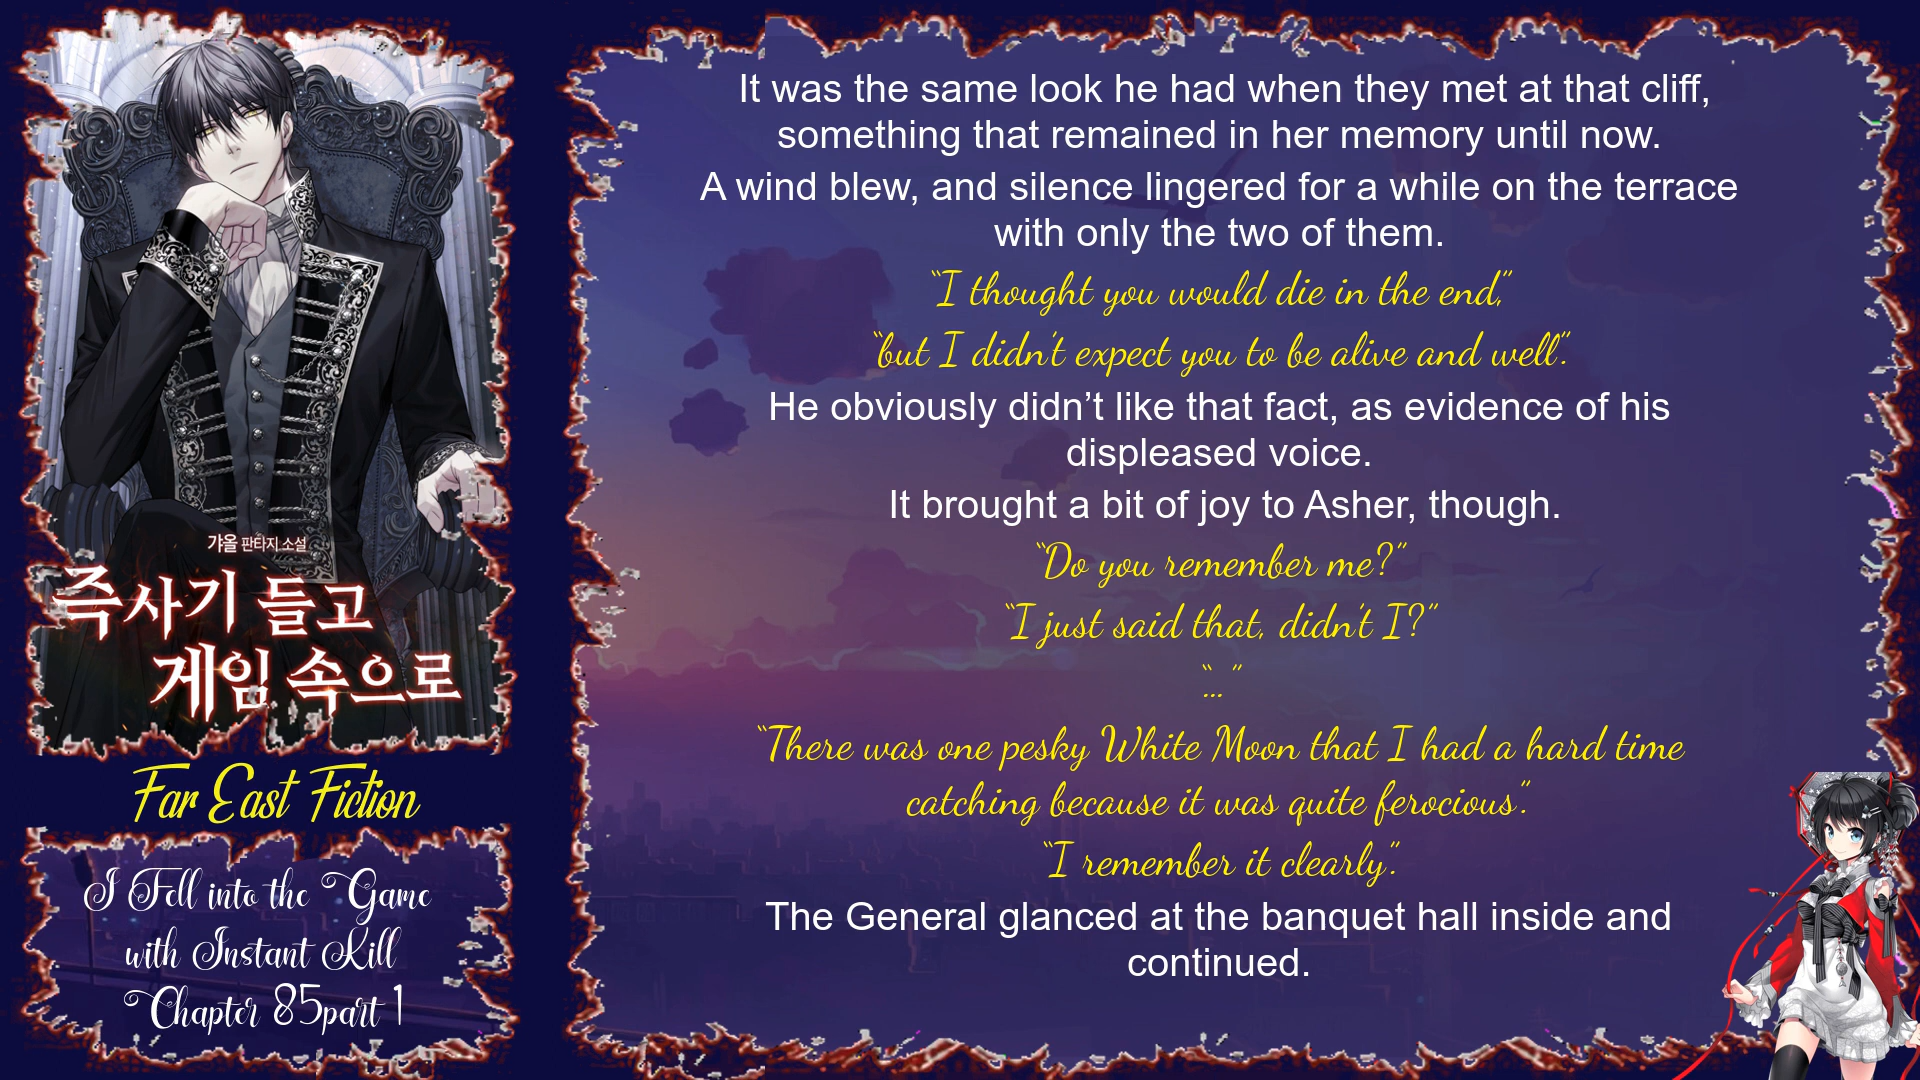 갸올 판타지 소설
즉사기 들고
게임 속으로
Far East Fiction
I Fell into the Game
with Instant Kill
Chapter 85part 1
It was the same look he had when they met at that cliff,
something that remained in her memory until now.
A wind blew, and silence lingered for a while on the terrace
with only the two of them.
“I thought you would die in the end,”
“but I didn’t expect you to be alive and well”.
He obviously didn’t like that fact, as evidence of his
displeased voice.
It brought a bit of joy to Asher, though.
“Do you remember me?”
“I just said that, didn’t I?”
“...”
“There was one pesky White Moon that I had a hard time
catching because it was quite ferocious”.
“I remember it clearly”.
The General glanced at the banquet hall inside and
continued.